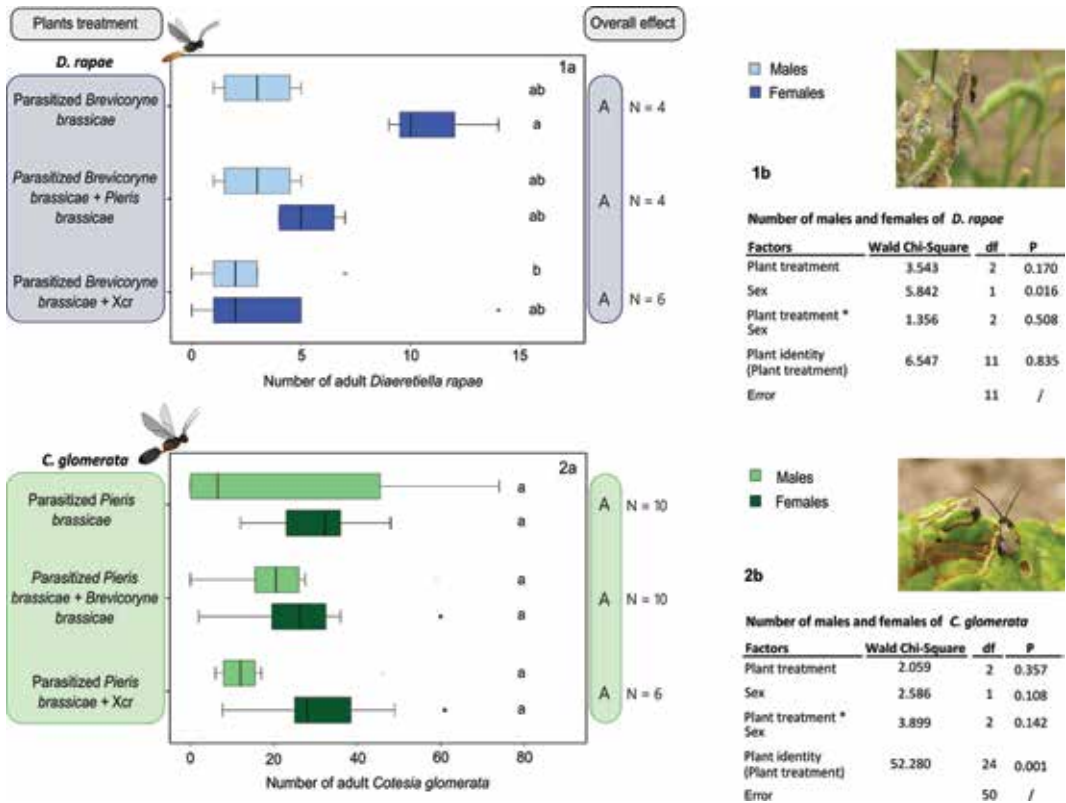 Plants treatment
Overall effect
D. rapae
1a
Parasitized Brevicoryne
brassicae
ab
a
A
N = 4
Parasitized Brevicoryne
brassicae + Pieris
brassicae
ab
ab
A
N = 4
Parasitized Brevicoryne
brassicae + Xcr
b
ab
A
N = 6
0 5 10 15
Number of adult Diaeretiella rapae
Males
Females
1b
Number of males and females of D. rapae
Factors Wald Chi-Square df P
Plant treatment 3.543 2 0.170
Sex 5.842 1 0.016
Plant treatment * 1.356 2 0.508
Sex
Plant identity 6.547 11 0.835
(Plant treatment)
Error 11 /
C. glomerata
2a
Parasitized Pieris
brassicae
a
a
A
N = 10
Parasitized Pieris
brassicae + Brevicoryne
brassicae
a
a
A
N = 10
Parasitized Pieris
brassicae + Xcr
a
a
A
N = 6
0 20 40 60 80
Number of adult Cotesia glomerata
Males
Females
2b
Number of males and females of C. glomerata
Factors Wald Chi-Square df P
Plant treatment 2.059 2 0.357
Sex 2.586 1 0.108
Plant treatment * 3.899 2 0.142
Sex
Plant identity 52.280 24 0.001
(Plant treatment)
Error 50 /